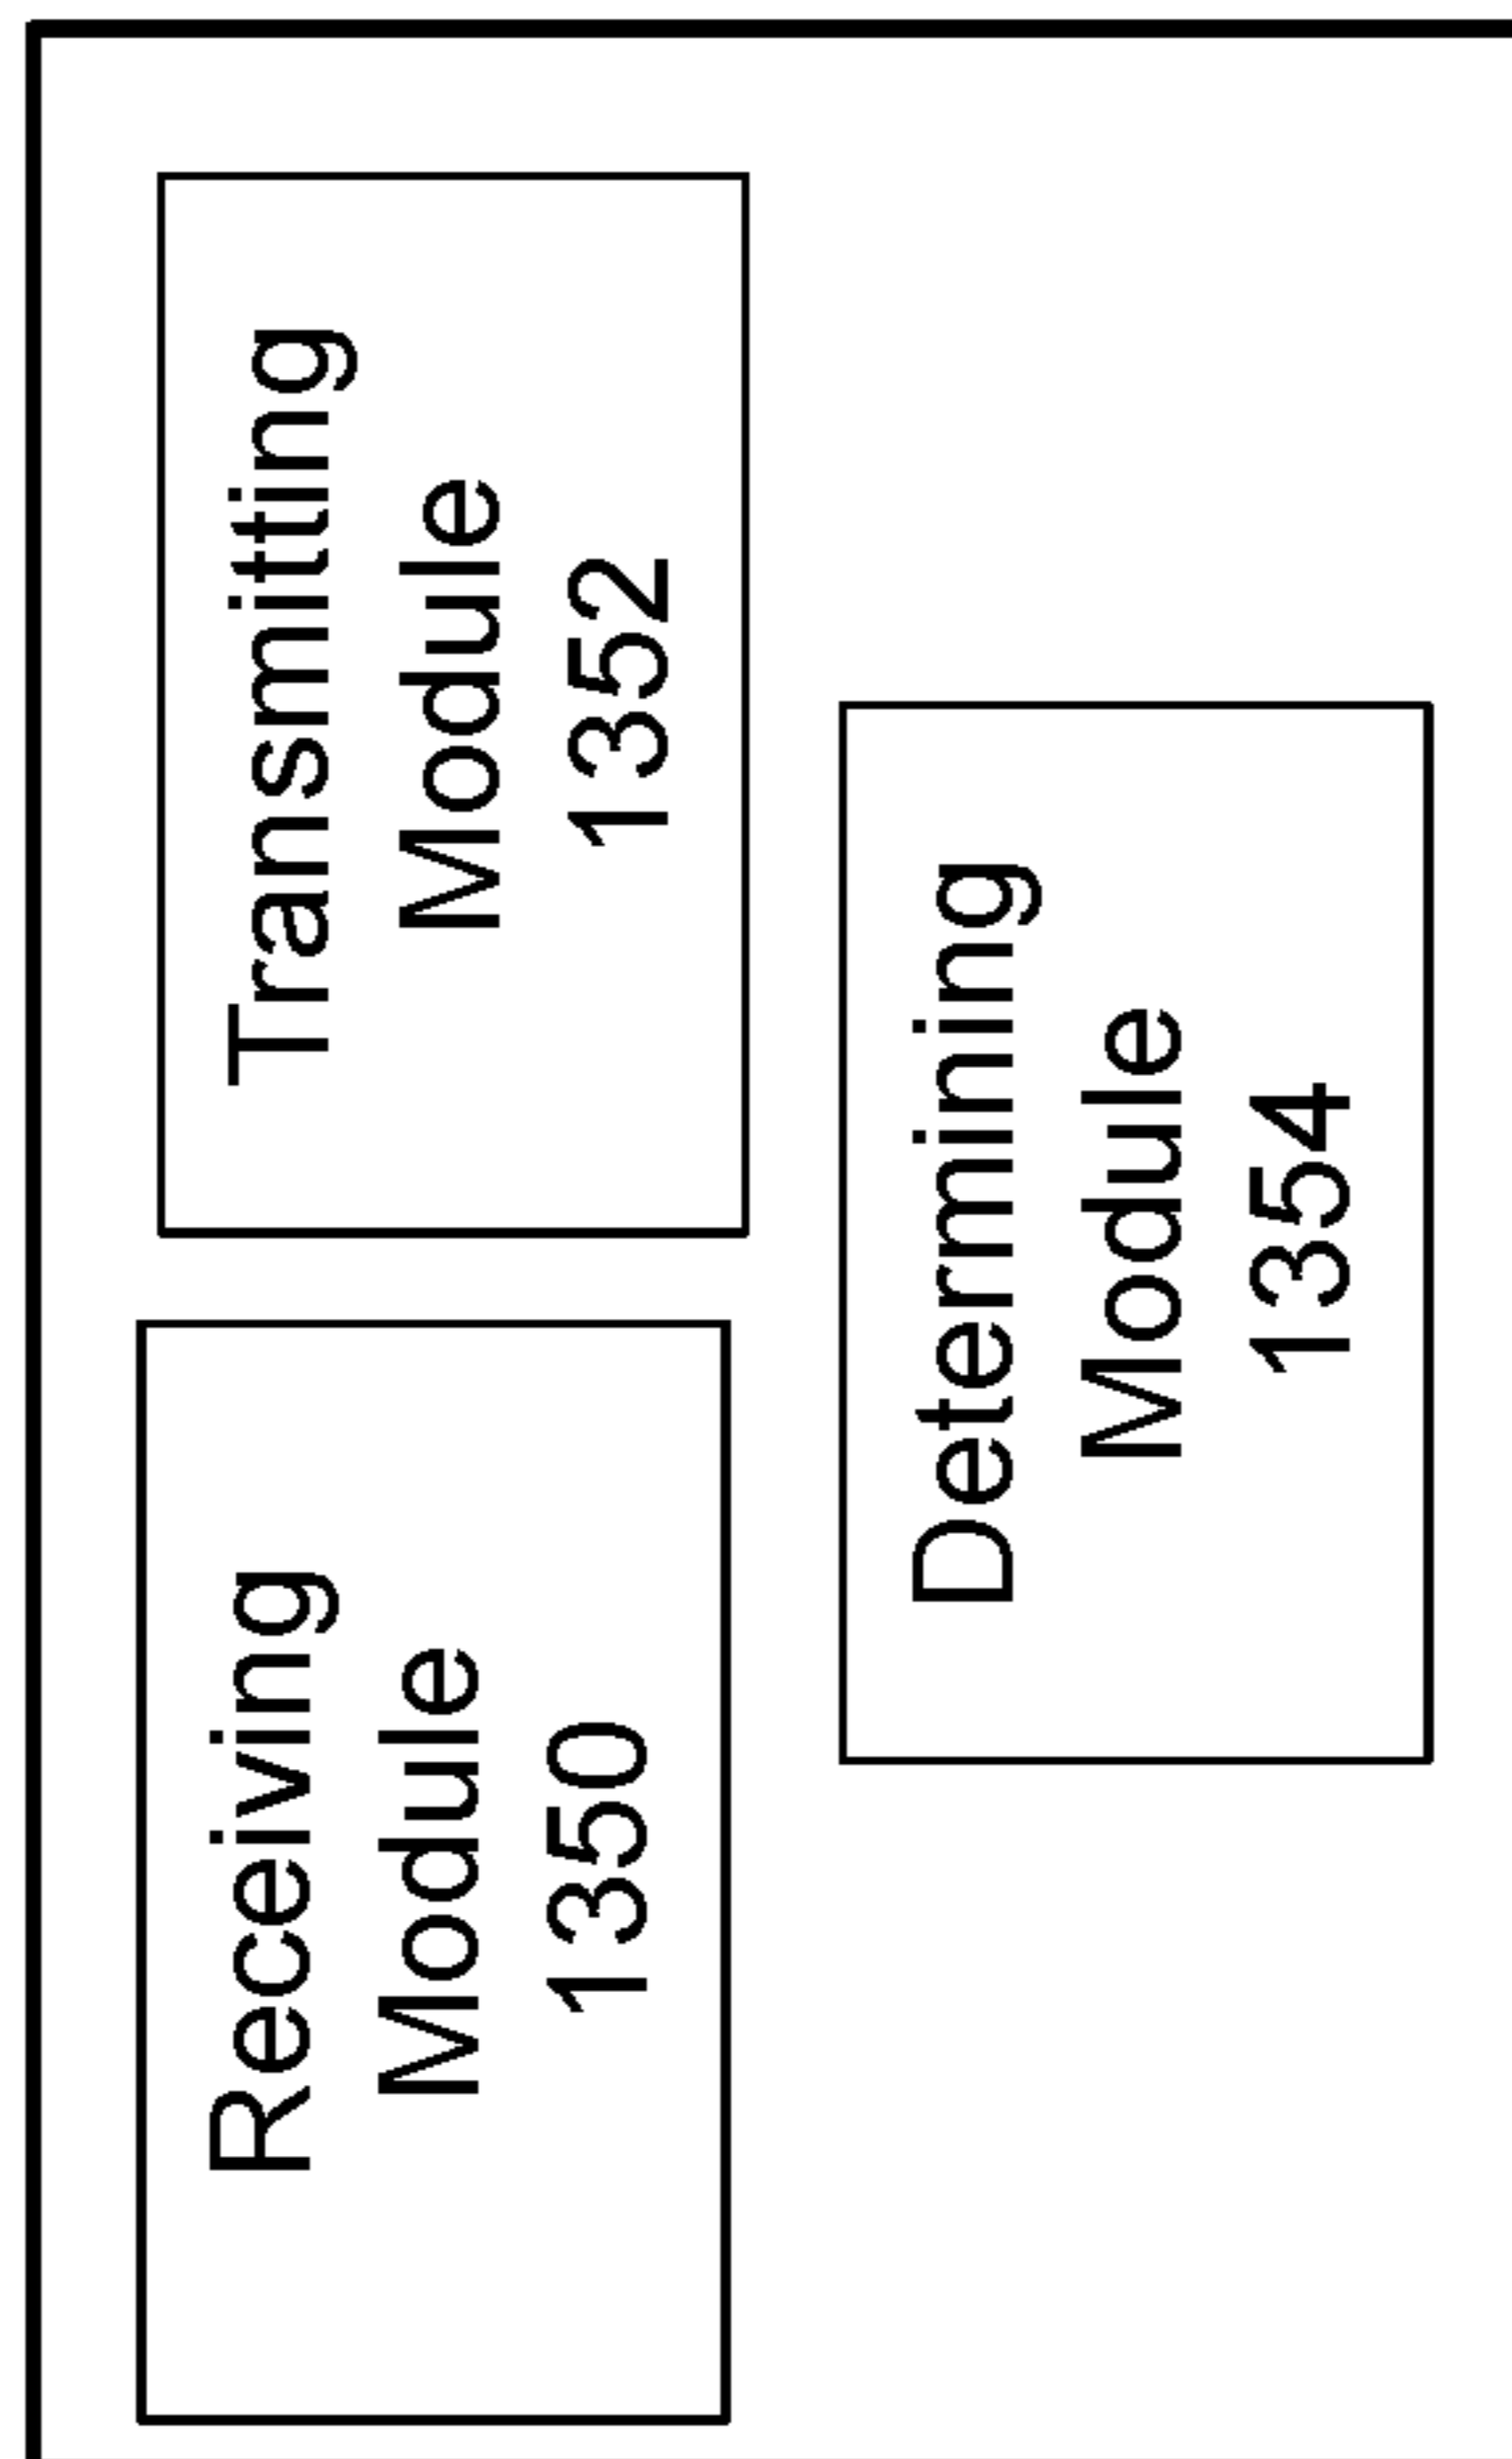 Receiving
Module
1350
Transmitting
Module
1352
Determining
Module
1354